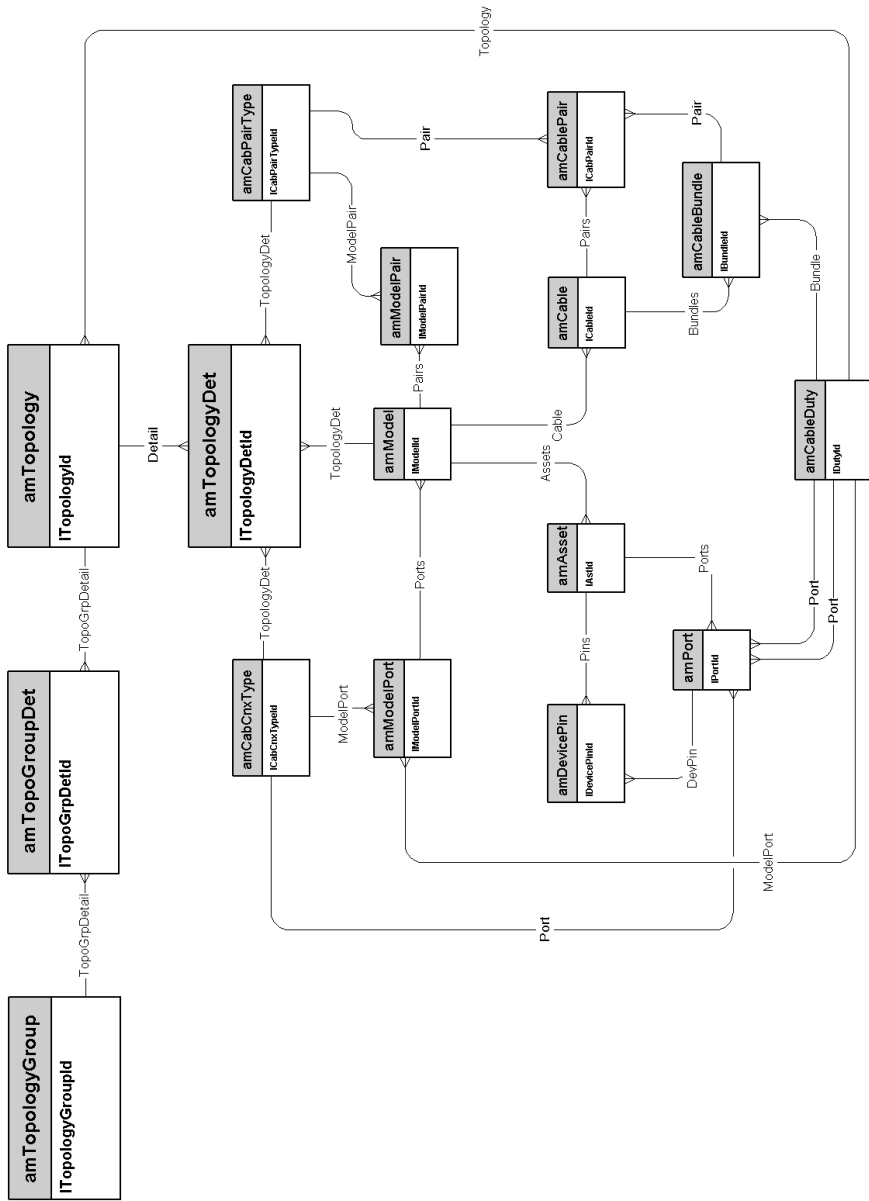 amTopologyGroup
lTopologyGroupId
TopoGrpDetail
amTopoGroupDet
lTopoGrpDetId
TopoGrpDetail
amTopology
lTopologyId
Topology
Detail
amCabCnxType
lCabCnxTypeId
TopologyDet
amTopologyDet
lTopologyDetId
TopologyDet
amCabPairType
lCabPairTypeId
ModelPort
TopologyDet
ModelPair
Pair
amModelPort
lModelPortId
Ports
amModel
lModelId
Pairs
amModelPair
lModelPairId
Port
Assets
Cable
amDevicePin
lDevicePinId
Pins
amAsset
lAstId
amCable
lCableId
Pairs
amCablePair
lCabPairId
DevPin
Ports
Bundles
Pair
amPort
lPortId
amCableBundle
lBundleId
ModelPort
Port
Port
Bundle
amCableDuty
lDutyId